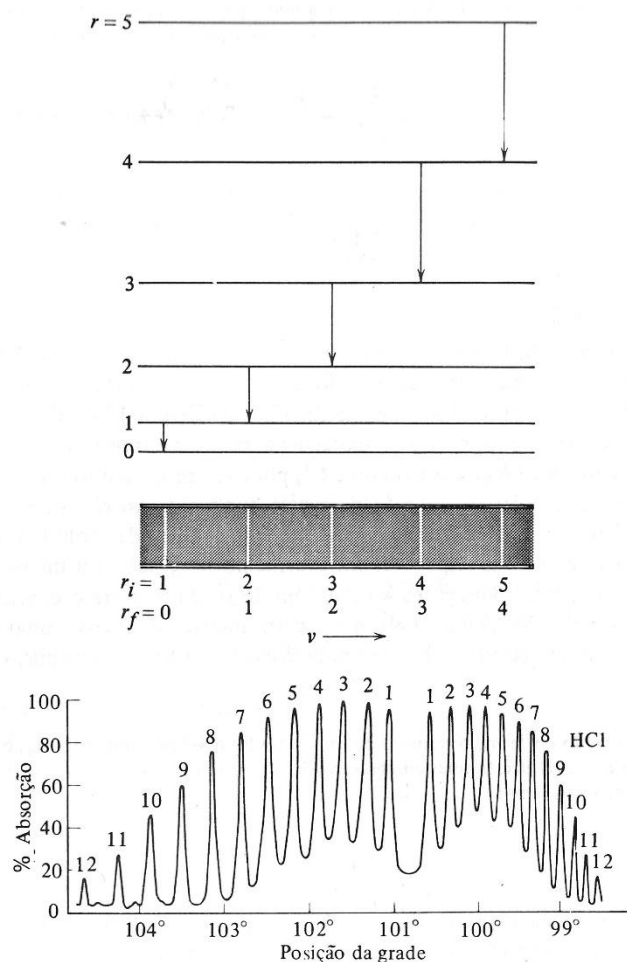 r = 5
4
3
2
1
0
r_i = 1 2 3 4 5
r_f = 0 1 2 3 4
ν →
100
80
60
40
20
0
% Absorção
12 11 10 9 8 7 6 5 4 3 2 1 1 2 3 4 5 6 7 8 9 10 11 12
HCl
104° 103° 102° 101° 100° 99°
Posição da grade